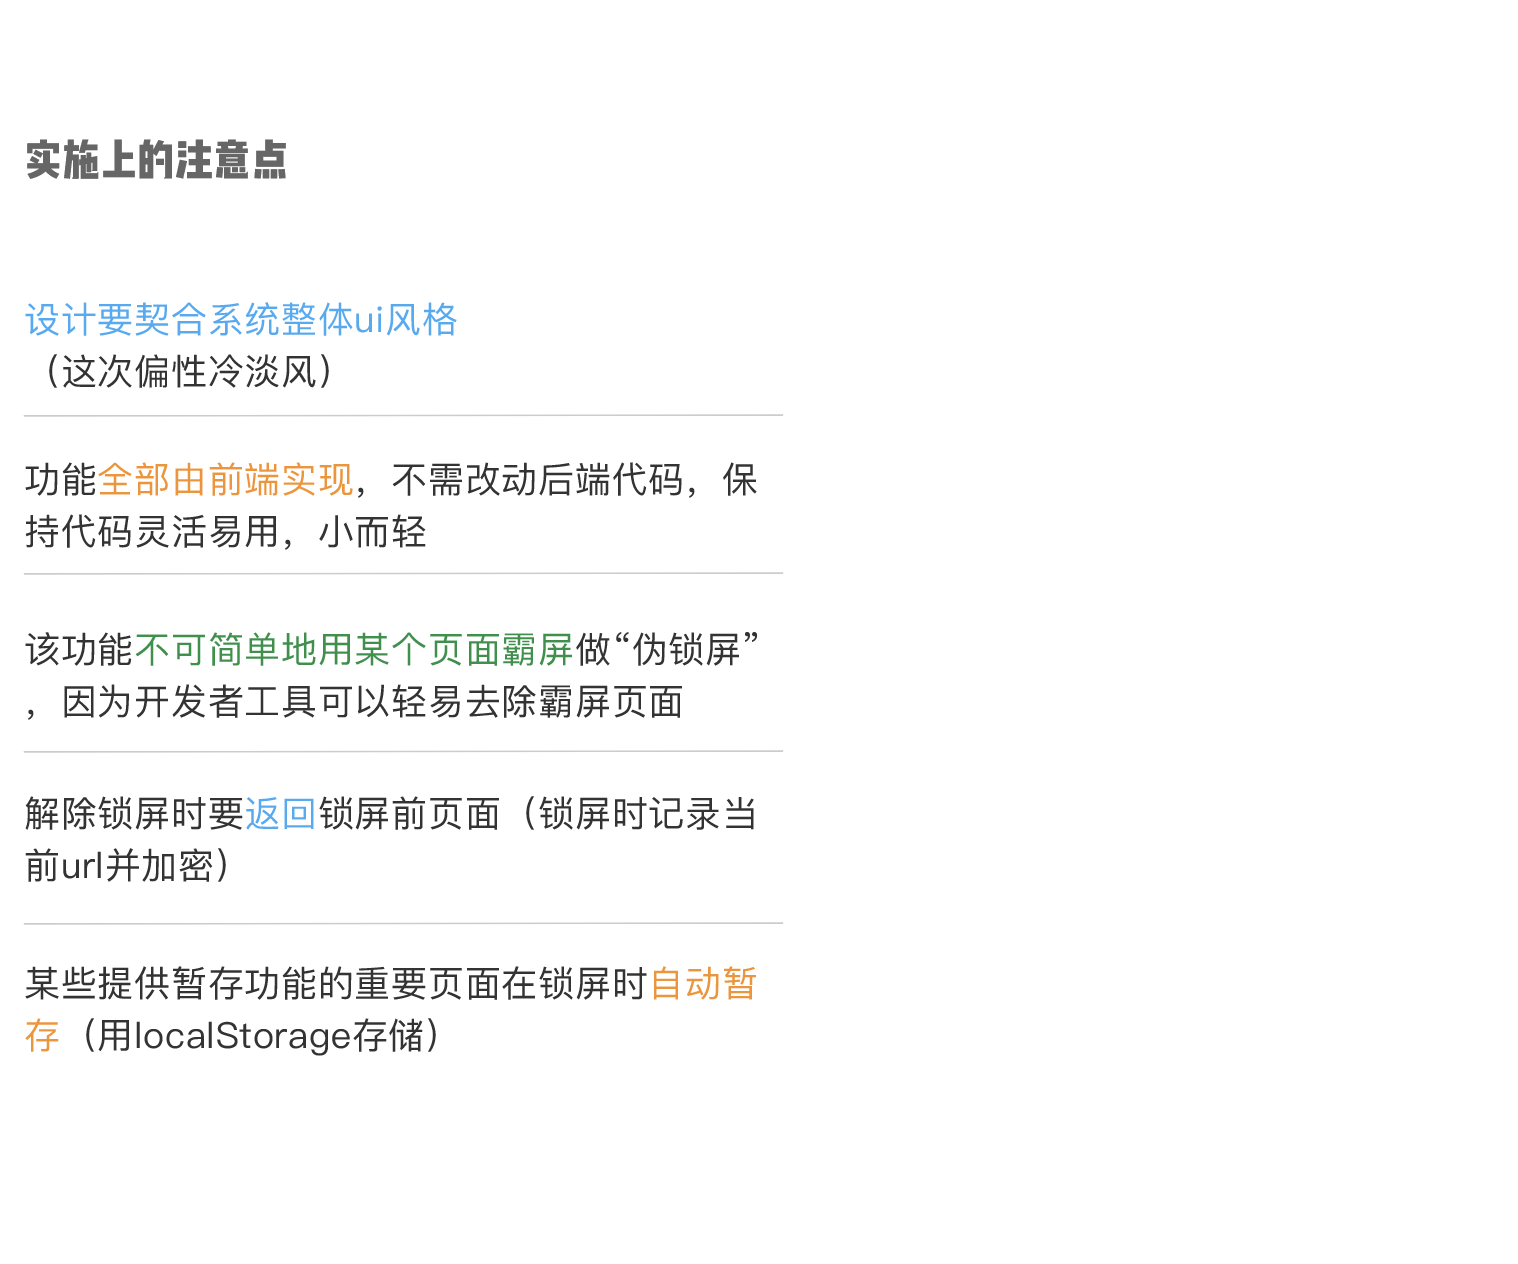 实施上的注意点
设计要契合系统整体ui风格
（这次偏性冷淡风）
功能全部由前端实现，不需改动后端代码，保
持代码灵活易用，小而轻
该功能不可简单地用某个页面霸屏做“伪锁屏”
，因为开发者工具可以轻易去除霸屏页面
解除锁屏时要返回锁屏前页面（锁屏时记录当
前url并加密）
某些提供暂存功能的重要页面在锁屏时自动暂
存（用localStorage存储）